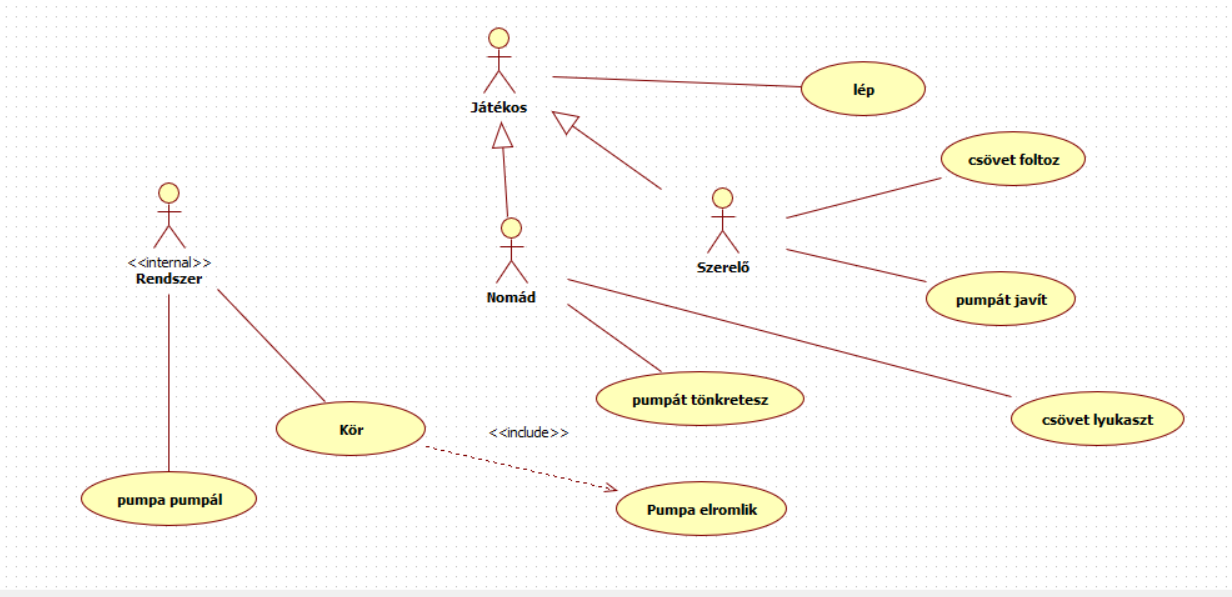 Játékos
lép
csövet foltoz
<<internal>>
Rendszer
Szerelő
Nomád
pumpát javít
pumpát tönkretesz
csövet lyukaszt
Kör
<<include>>
pumpa pumpál
Pumpa elromlik